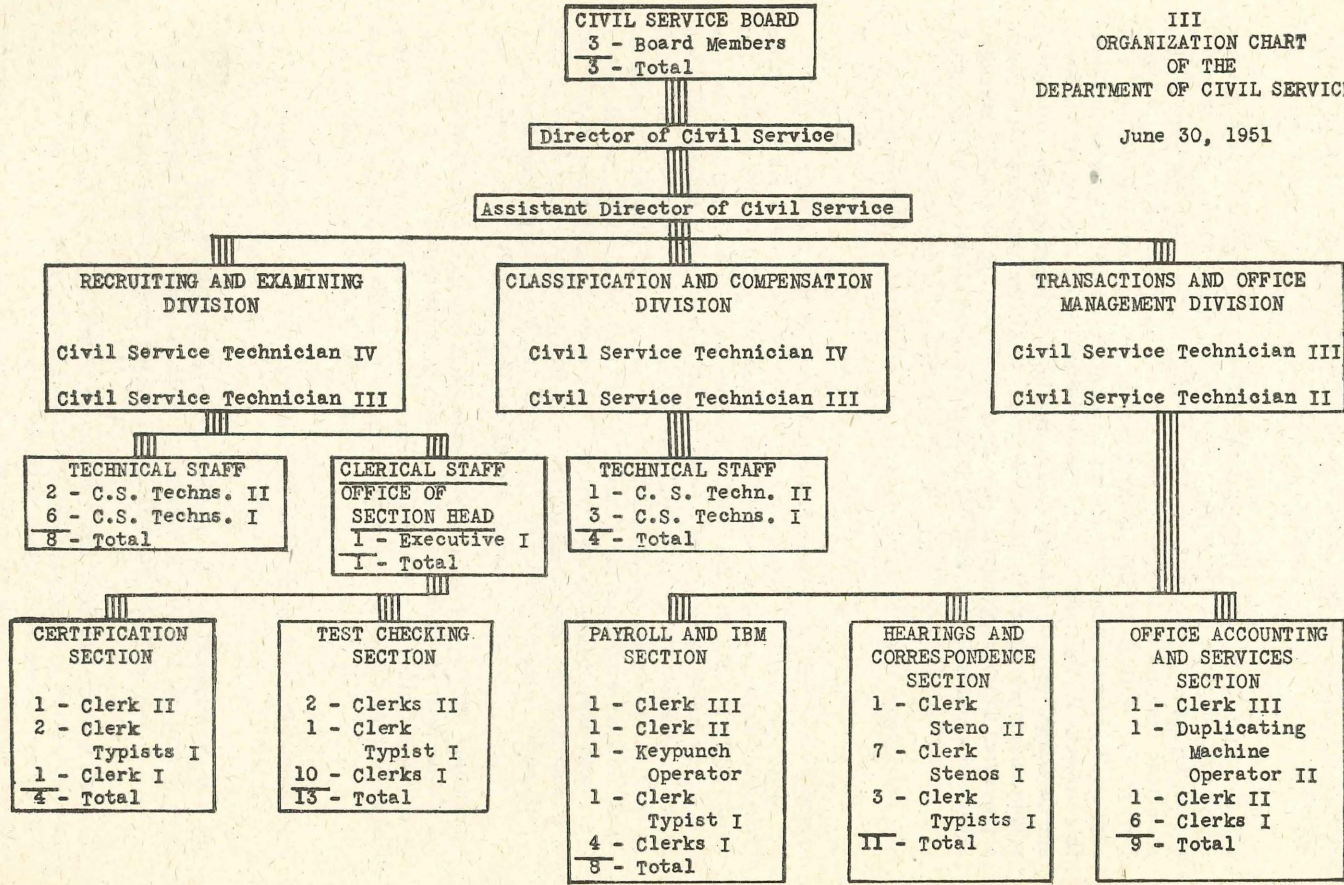 III
ORGANIZATION CHART
OF THE
DEPARTMENT OF CIVIL SERVICE
June 30, 1951
CIVIL SERVICE BOARD
3 - Board Members
3 - Total
Director of Civil Service
Assistant Director of Civil Service
RECRUITING AND EXAMINING
DIVISION
Civil Service Technician IV
Civil Service Technician III
CLASSIFICATION AND COMPENSATION
DIVISION
Civil Service Technician IV
Civil Service Technician III
TRANSACTIONS AND OFFICE
MANAGEMENT DIVISION
Civil Service Technician III
Civil Service Technician II
TECHNICAL STAFF
2 - C.S. Techns. II
6 - C.S. Techns. I
8 - Total
CLERICAL STAFF
OFFICE OF
SECTION HEAD
1 - Executive I
1 - Total
TECHNICAL STAFF
1 - C. S. Techn. II
3 - C.S. Techns. I
4 - Total
CERTIFICATION
SECTION
1 - Clerk II
2 - Clerk
Typists I
1 - Clerk I
4 - Total
TEST CHECKING
SECTION
2 - Clerks II
1 - Clerk
Typist I
10 - Clerks I
13 - Total
PAYROLL AND IBM
SECTION
1 - Clerk III
1 - Clerk II
1 - Keypunch
Operator
1 - Clerk
Typist I
4 - Clerks I
8 - Total
HEARINGS AND
CORRESPONDENCE
SECTION
1 - Clerk
Steno II
7 - Clerk
Stenos I
3 - Clerk
Typists I
11 - Total
OFFICE ACCOUNTING
AND SERVICES
SECTION
1 - Clerk III
1 - Duplicating
Machine
Operator II
1 - Clerk II
6 - Clerks I
9 - Total